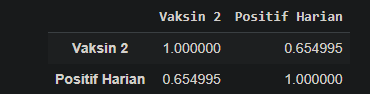 Vaksin 2 Positif Harian
Vaksin 2 1.000000 0.654995
Positif Harian 0.654995 1.000000